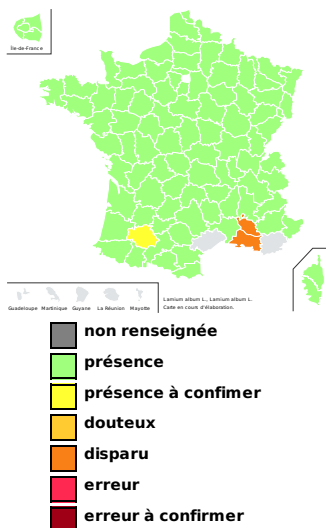 Île-de-France
Guadeloupe Martinique Guyane La Réunion Mayotte
Lamium album L., Lamium album L.
Carte en cours d'élaboration.
non renseignée
présence
présence à confimer
douteux
disparu
erreur
erreur à confirmer